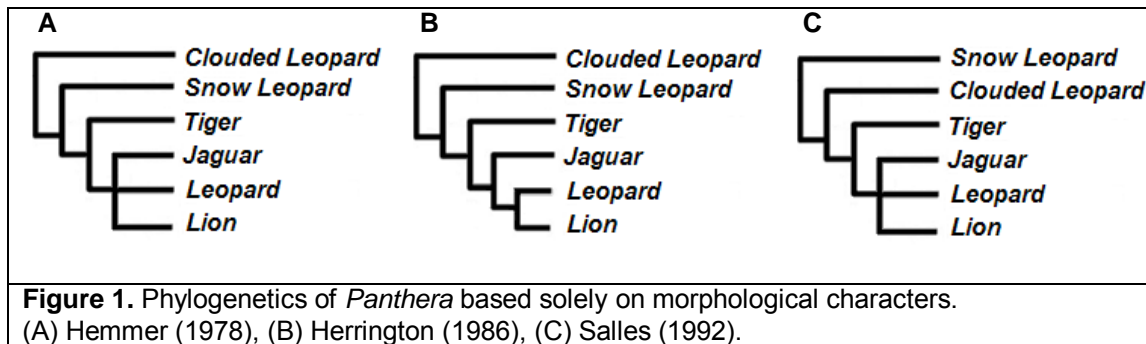 A
Clouded Leopard
Snow Leopard
Tiger
Jaguar
Leopard
Lion
B
Clouded Leopard
Snow Leopard
Tiger
Jaguar
Leopard
Lion
C
Snow Leopard
Clouded Leopard
Tiger
Jaguar
Leopard
Lion
Figure 1. Phylogenetics of Panthera based solely on morphological characters.
(A) Hemmer (1978), (B) Herrington (1986), (C) Salles (1992).